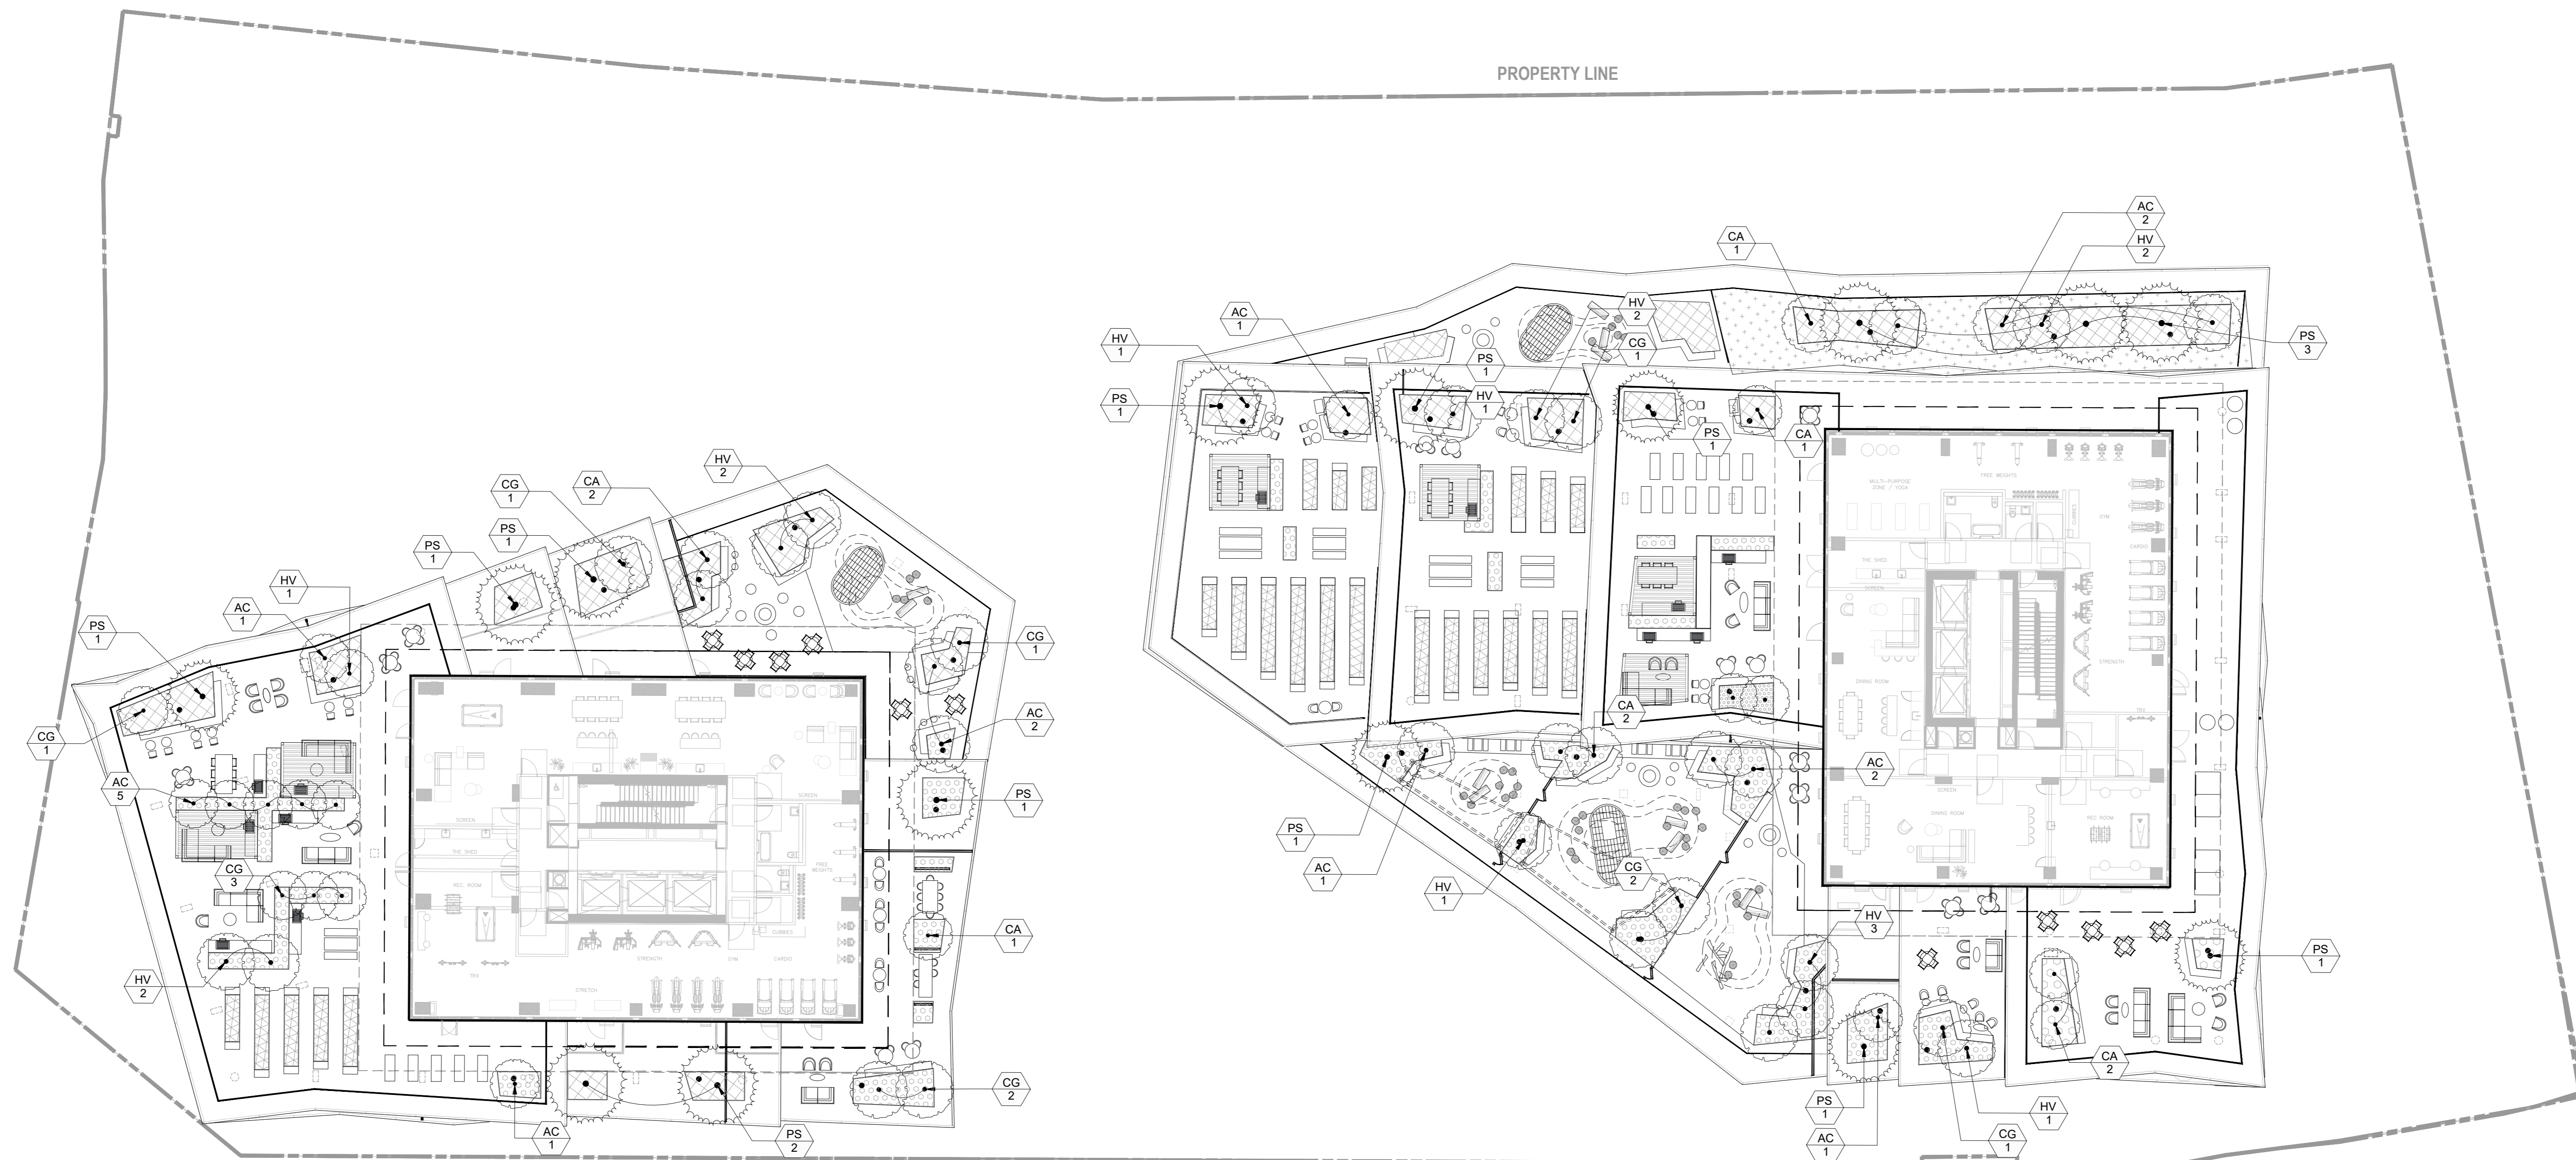 PROPERTY LINE
AC
2
HV
2
CA
1
PS
3
HV
2
CG
1
AC
1
HV
1
PS
1
PS
1
HV
1
PS
1
CA
1
HV
2
CA
2
CG
1
PS
1
PS
1
HV
1
AC
1
PS
1
CG
1
CG
1
AC
2
PS
1
CA
1
CG
2
AC
5
CG
3
HV
2
AC
1
PS
2
SCREEN
THE SHED
REC. ROOM
TRX
STRETCH
STRENGTH
GYM
CARDIO
CUBBIES
FREE
WEIGHTS
SCREEN
MULTI-PURPOSE
ZONE / YOGA
FREE WEIGHTS
CUBBIES
GYM
CARDIO
THE SHED
SCREEN
STRENGTH
DINING ROOM
TRX
SCREEN
DINING ROOM
REC ROOM
CA
2
AC
2
PS
1
AC
1
HV
1
CG
2
HV
3
PS
1
CA
2
PS
1
AC
1
HV
1
CG
1